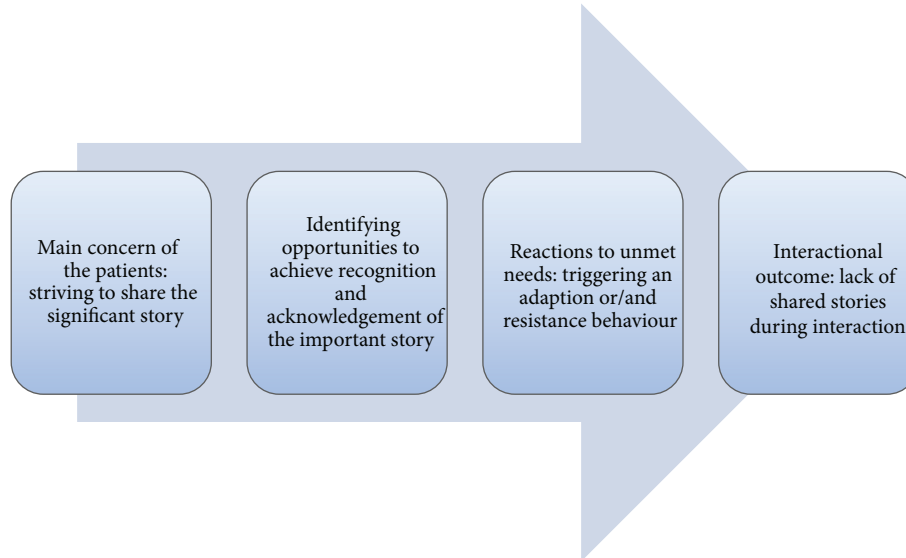 Main concern of
the patients:
striving to share the
significant story
Identifying
opportunities to
achieve recognition
and
acknowledgement of
the important story
Reactions to unmet
needs: triggering an
adaption or/and
resistance behaviour
Interactional
outcome: lack of
shared stories
during interaction